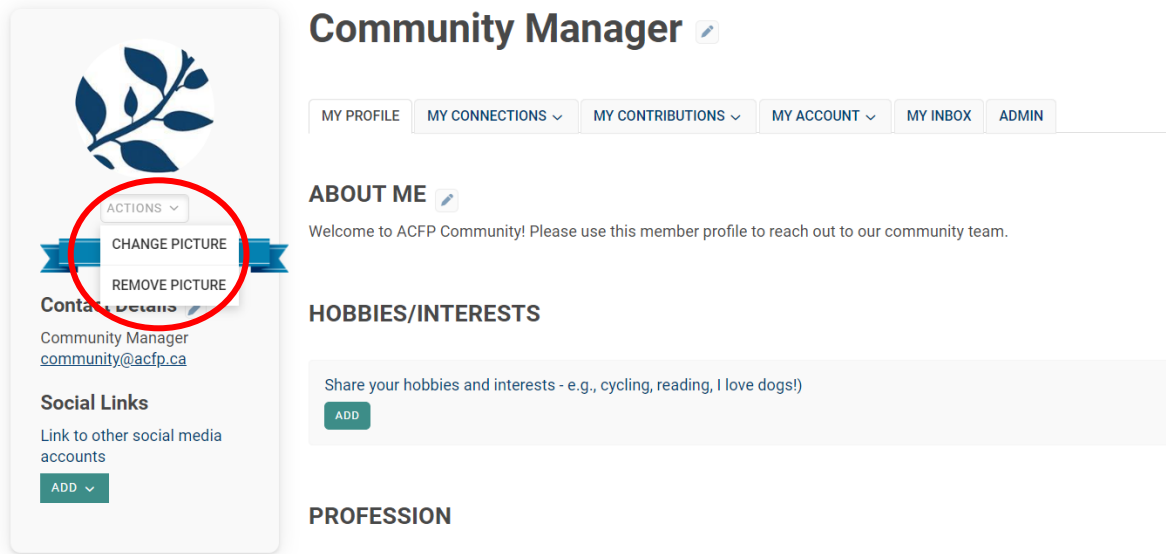 Community Manager
MY PROFILE
MY CONNECTIONS
MY CONTRIBUTIONS
MY ACCOUNT
MY INBOX
ADMIN
ACTIONS
CHANGE PICTURE
REMOVE PICTURE
Contact Details
Community Manager
community@acfp.ca
Social Links
Link to other social media
accounts
ADD
ABOUT ME
Welcome to ACFP Community! Please use this member profile to reach out to our community team.
HOBBIES/INTERESTS
Share your hobbies and interests - e.g., cycling, reading, I love dogs!)
ADD
PROFESSION